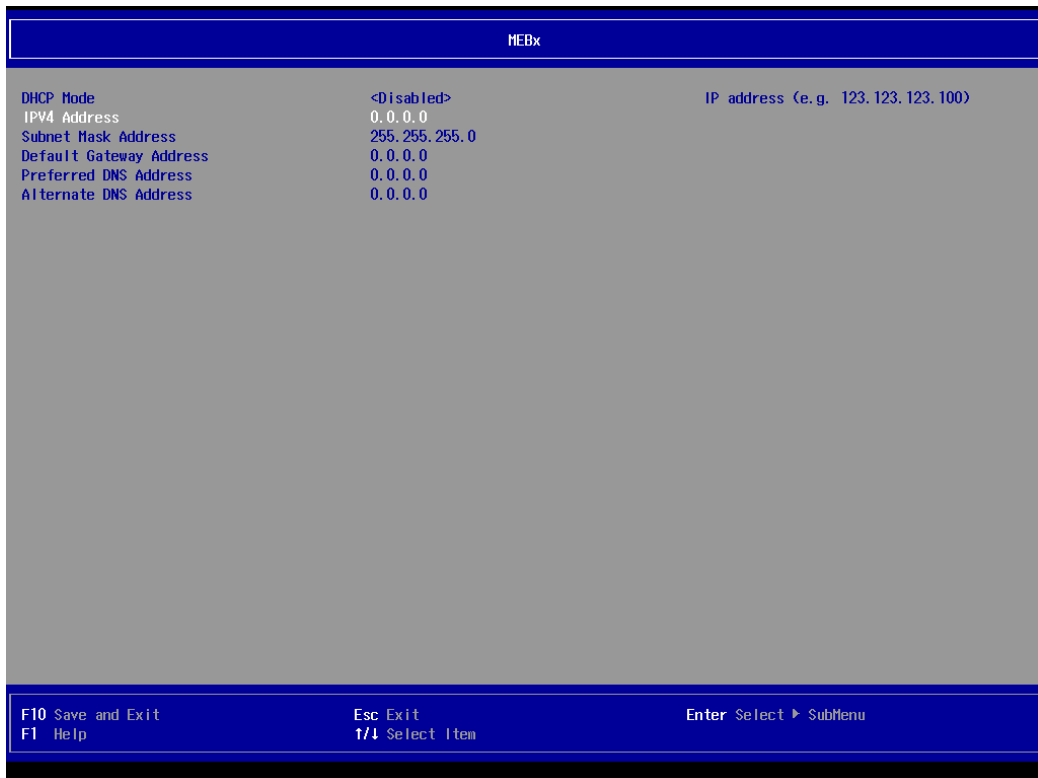 MEBx
DHCP Mode <Disabled> IP address (e.g. 123.123.123.100)
IPV4 Address 0.0.0.0
Subnet Mask Address 255.255.255.0
Default Gateway Address 0.0.0.0
Preferred DNS Address 0.0.0.0
Alternate DNS Address 0.0.0.0
F10 Save and Exit Esc Exit Enter Select ▶ SubMenu
F1 Help ↑/↓ Select Item